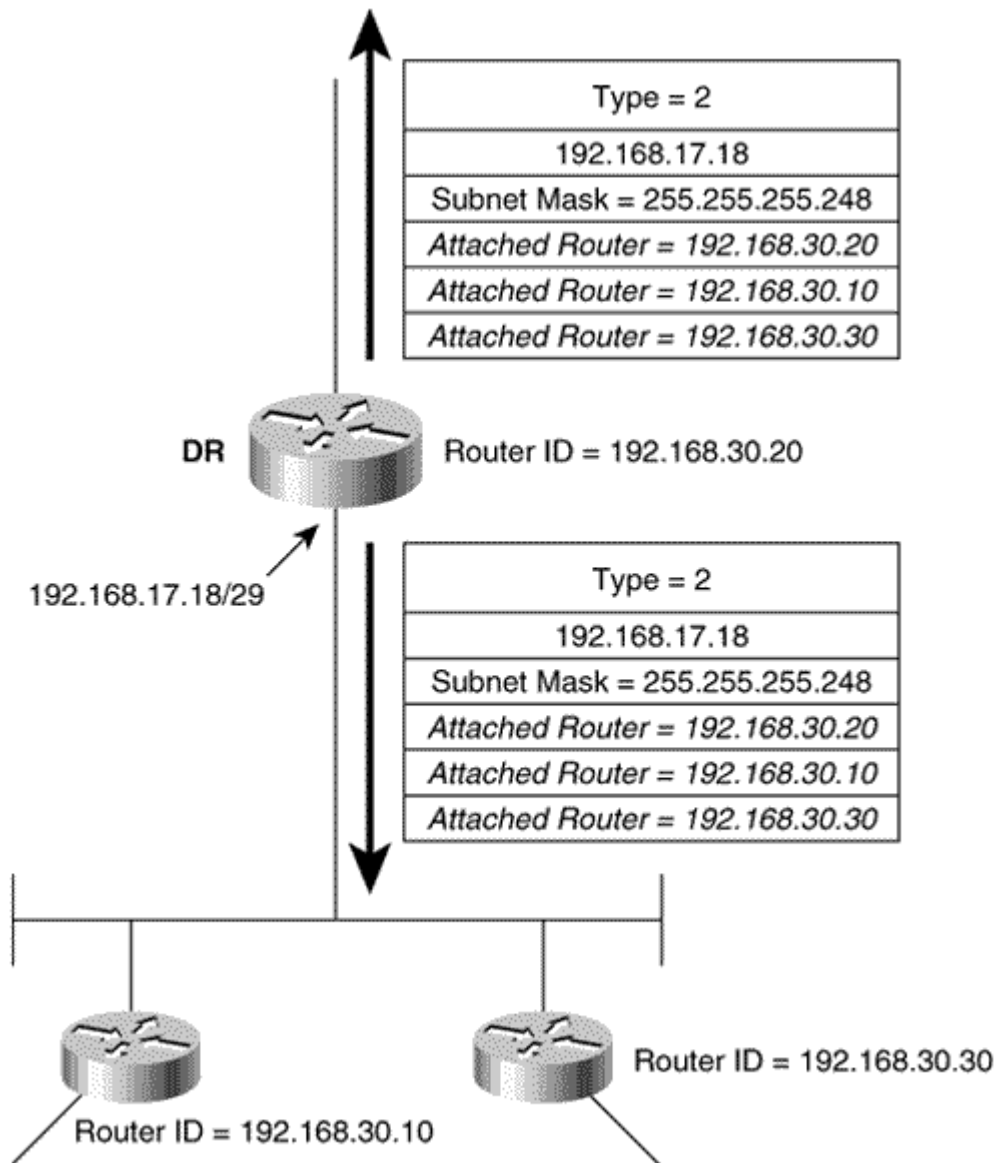 Type = 2
192.168.17.18
Subnet Mask = 255.255.255.248
Attached Router = 192.168.30.20
Attached Router = 192.168.30.10
Attached Router = 192.168.30.30
DR
Router ID = 192.168.30.20
192.168.17.18/29
Type = 2
192.168.17.18
Subnet Mask = 255.255.255.248
Attached Router = 192.168.30.20
Attached Router = 192.168.30.10
Attached Router = 192.168.30.30
Router ID = 192.168.30.30
Router ID = 192.168.30.10